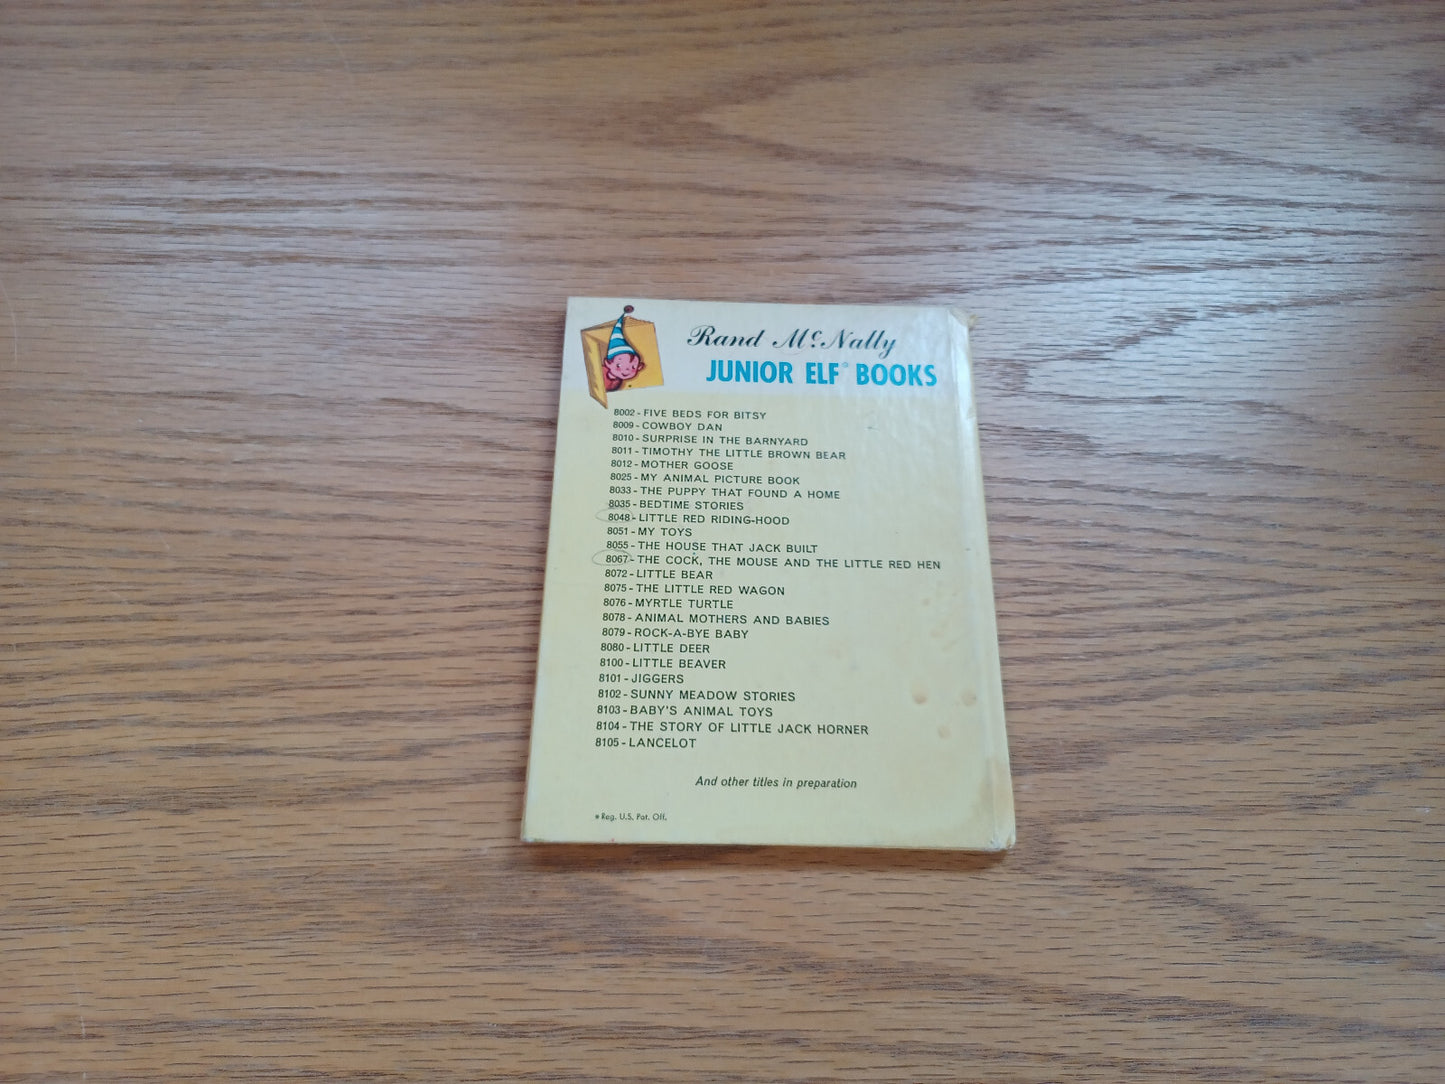 Rand McNally
JUNIOR ELF® BOOKS
8002 - FIVE BEDS FOR BITSY
8009 - COWBOY DAN
8010 - SURPRISE IN THE BARNYARD
8011 - TIMOTHY THE LITTLE BROWN BEAR
8012 - MOTHER GOOSE
8025 - MY ANIMAL PICTURE BOOK
8033 - THE PUPPY THAT FOUND A HOME
8035 - BEDTIME STORIES
8048 - LITTLE RED RIDING-HOOD
8051 - MY TOYS
8055 - THE HOUSE THAT JACK BUILT
8067 - THE COCK, THE MOUSE AND THE LITTLE RED HEN
8072 - LITTLE BEAR
8075 - THE LITTLE RED WAGON
8076 - MYRTLE TURTLE
8078 - ANIMAL MOTHERS AND BABIES
8079 - ROCK-A-BYE BABY
8080 - LITTLE DEER
8100 - LITTLE BEAVER
8101 - JIGGERS
8102 - SUNNY MEADOW STORIES
8103 - BABY'S ANIMAL TOYS
8104 - THE STORY OF LITTLE JACK HORNER
8105 - LANCELOT
And other titles in preparation
® Reg. U.S. Pat. Off.